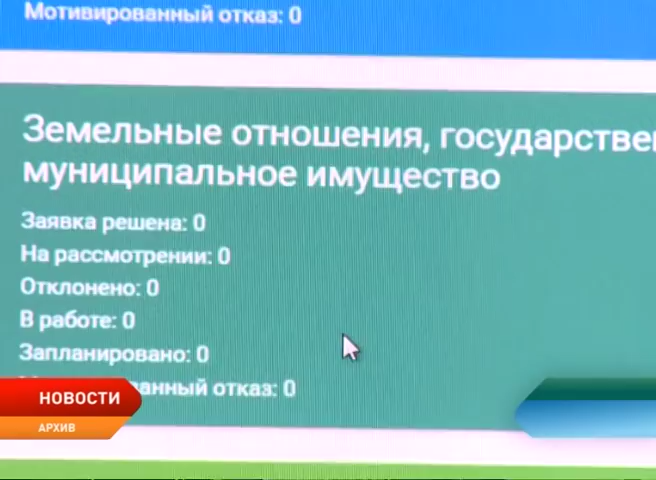 Мотивированный отказ: 0
Земельные отношения, государстве
муниципальное имущество
Заявка решена: 0
На рассмотрении: 0
Отклонено: 0
В работе: 0
Запланировано: 0
ванный отказ: 0
НОВОСТИ
АРХИВ